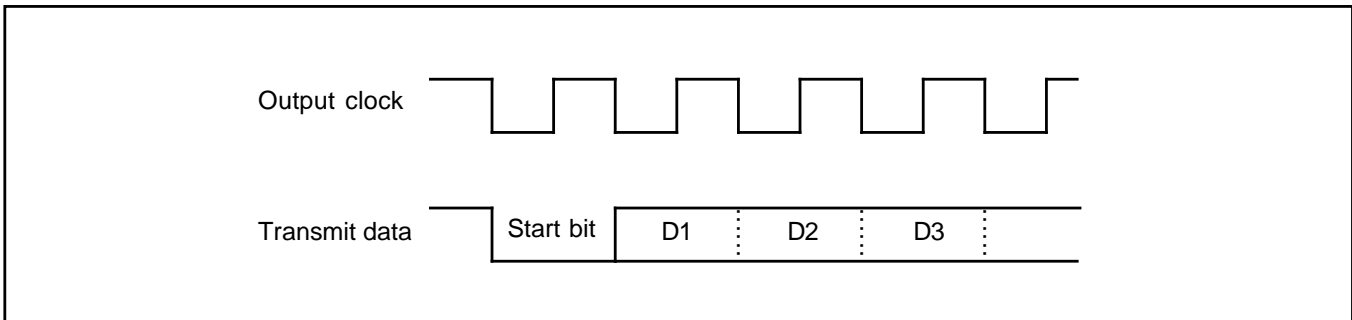 Output clock
Transmit data
Start bit
D1
D2
D3